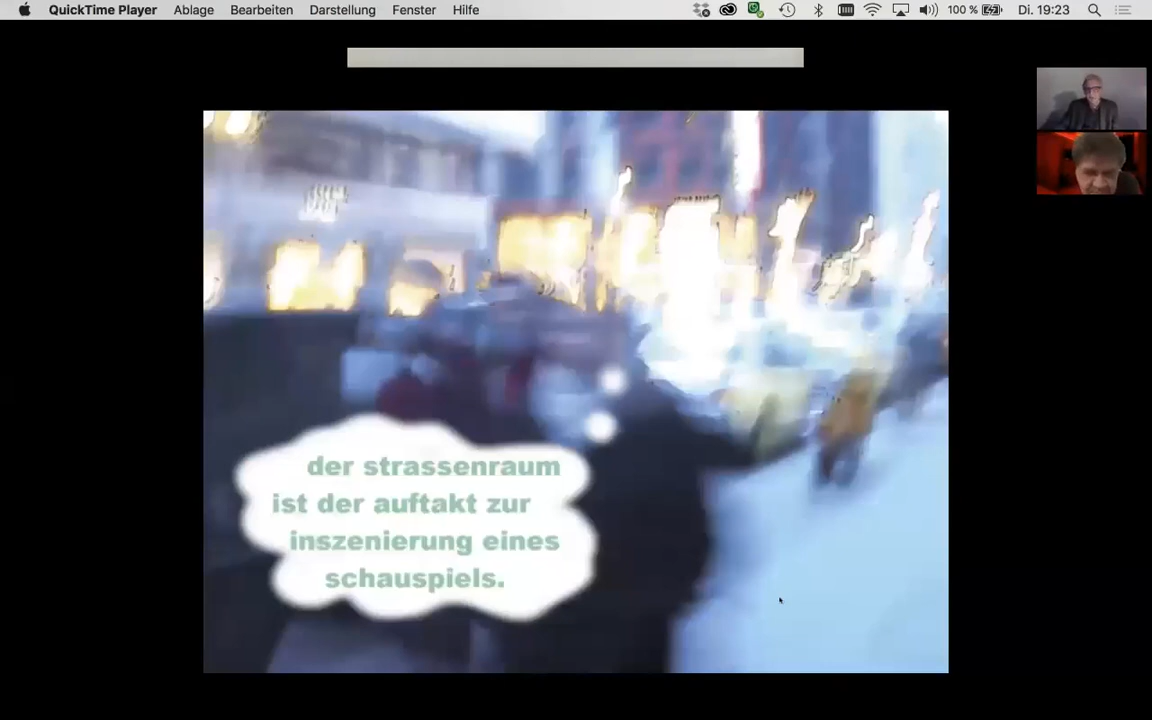 QuickTime Player Ablage Bearbeiten Darstellung Fenster Hilfe 100 % Di. 19:23
der strassenraum
ist der auftakt zur
inszenierung eines
schauspiels.